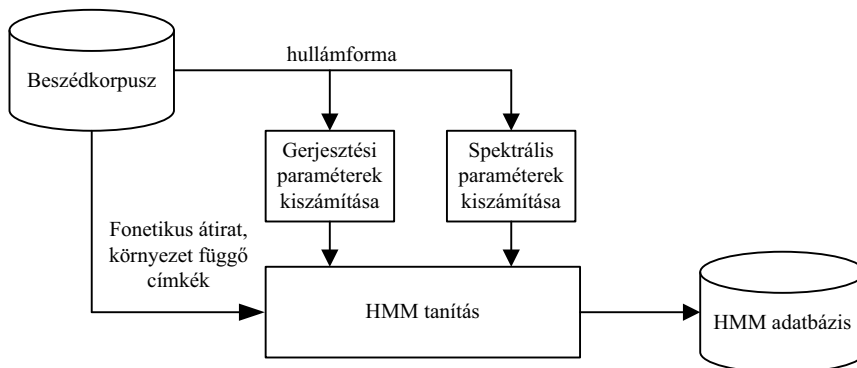 hullámforma
Beszédkorpusz
Gerjesztési
paraméterek
kiszámítása
Spektrális
paraméterek
kiszámítása
Fonetikus átirat,
környezet függő
címkék
HMM tanítás
HMM adatbázis